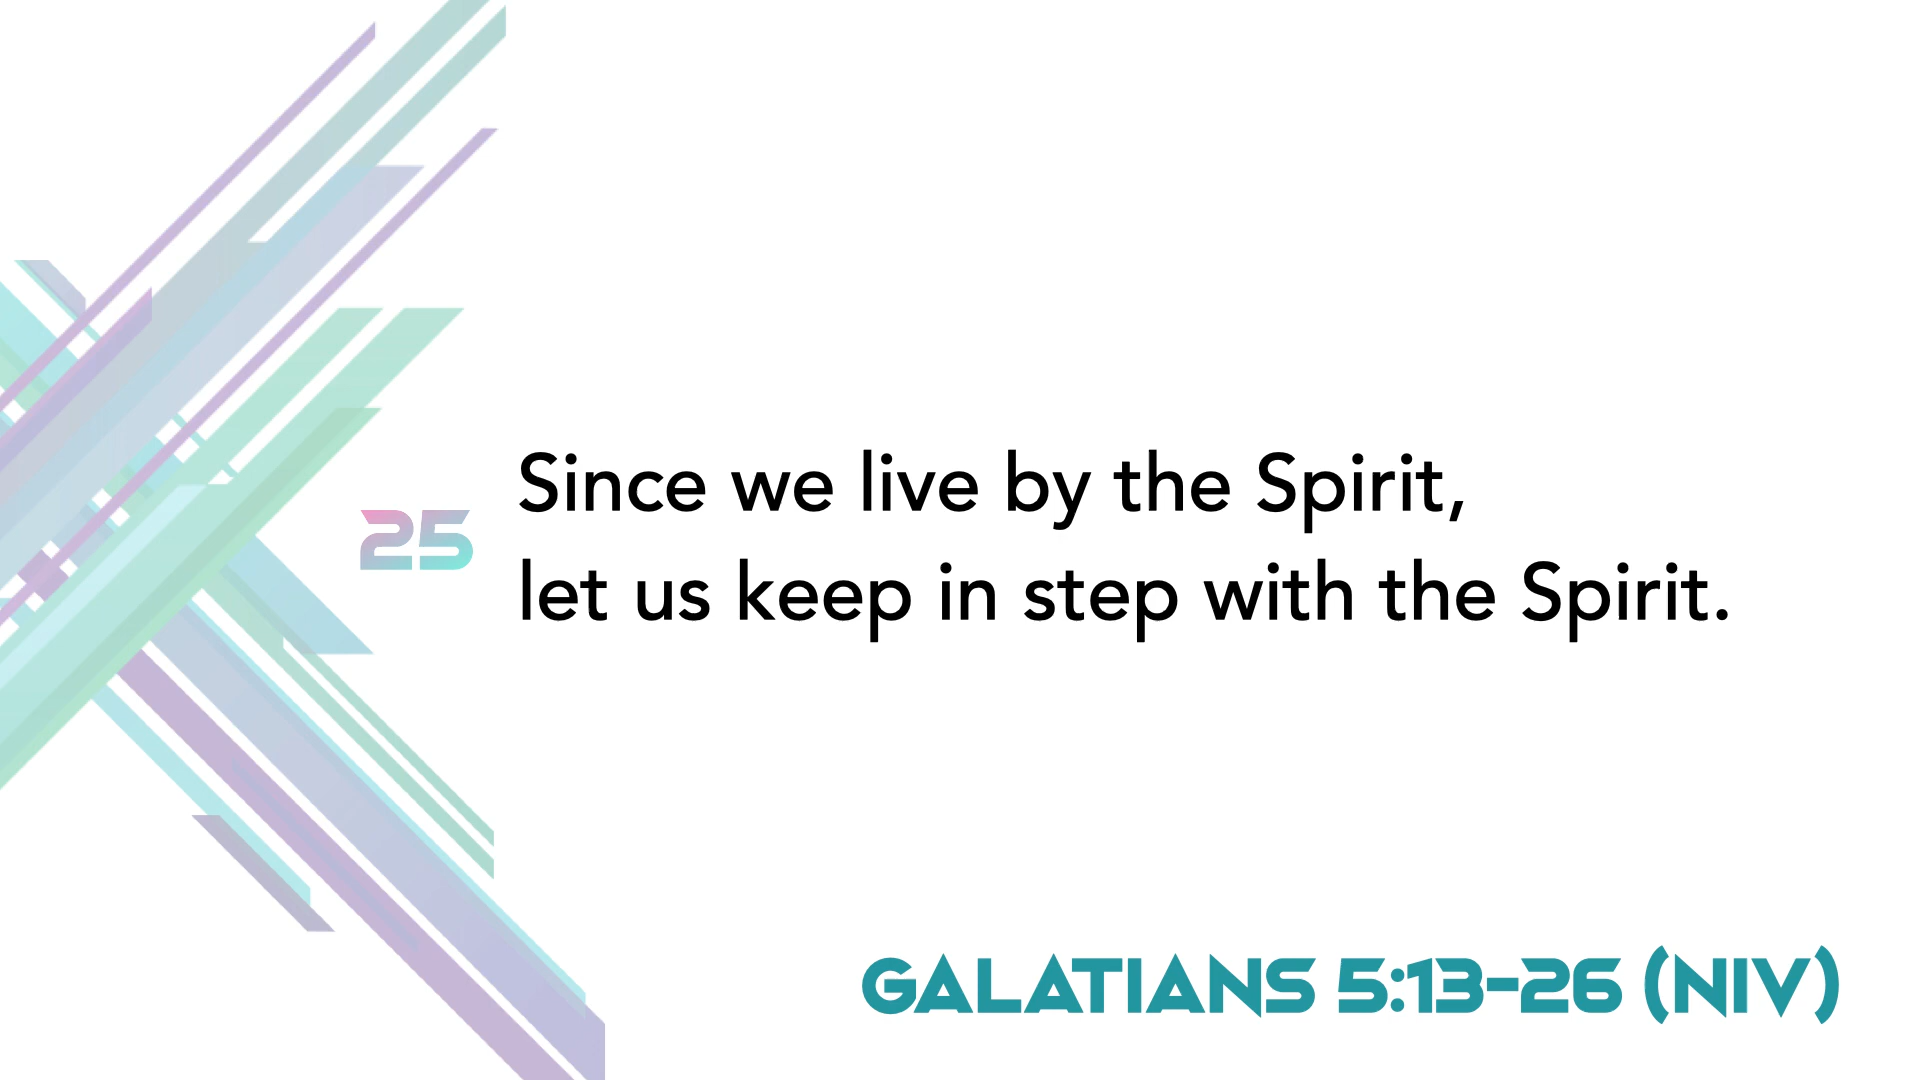 25
Since we live by the Spirit,
let us keep in step with the Spirit.
GALATIANS 5:13-26 (NIV)